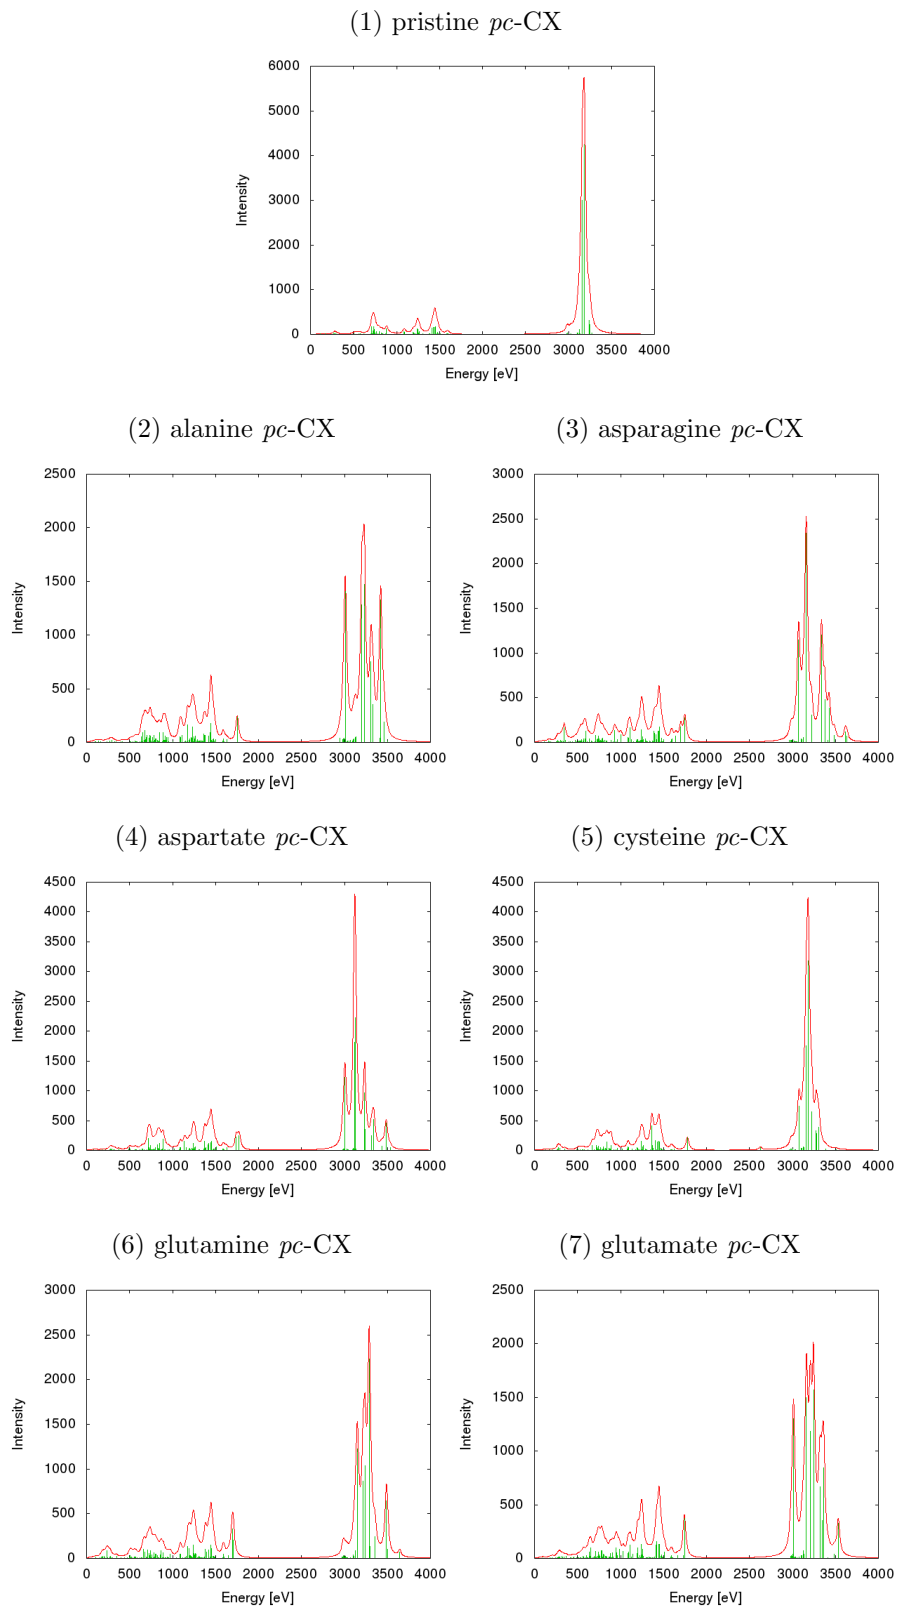 (1) pristine pc-CX
6000
5000
4000
3000
2000
1000
0
Intensity
0 500 1000 1500 2000 2500 3000 3500 4000
Energy [eV]
(2) alanine pc-CX
2500
2000
1500
1000
500
0
Intensity
0 500 1000 1500 2000 2500 3000 3500 4000
Energy [eV]
(3) asparagine pc-CX
3000
2500
2000
1500
1000
500
0
Intensity
0 500 1000 1500 2000 2500 3000 3500 4000
Energy [eV]
(4) aspartate pc-CX
4500
4000
3500
3000
2500
2000
1500
1000
500
0
Intensity
0 500 1000 1500 2000 2500 3000 3500 4000
Energy [eV]
(5) cysteine pc-CX
4500
4000
3500
3000
2500
2000
1500
1000
500
0
Intensity
0 500 1000 1500 2000 2500 3000 3500 4000
Energy [eV]
(6) glutamine pc-CX
3000
2500
2000
1500
1000
500
0
Intensity
0 500 1000 1500 2000 2500 3000 3500 4000
Energy [eV]
(7) glutamate pc-CX
2500
2000
1500
1000
500
0
Intensity
0 500 1000 1500 2000 2500 3000 3500 4000
Energy [eV]